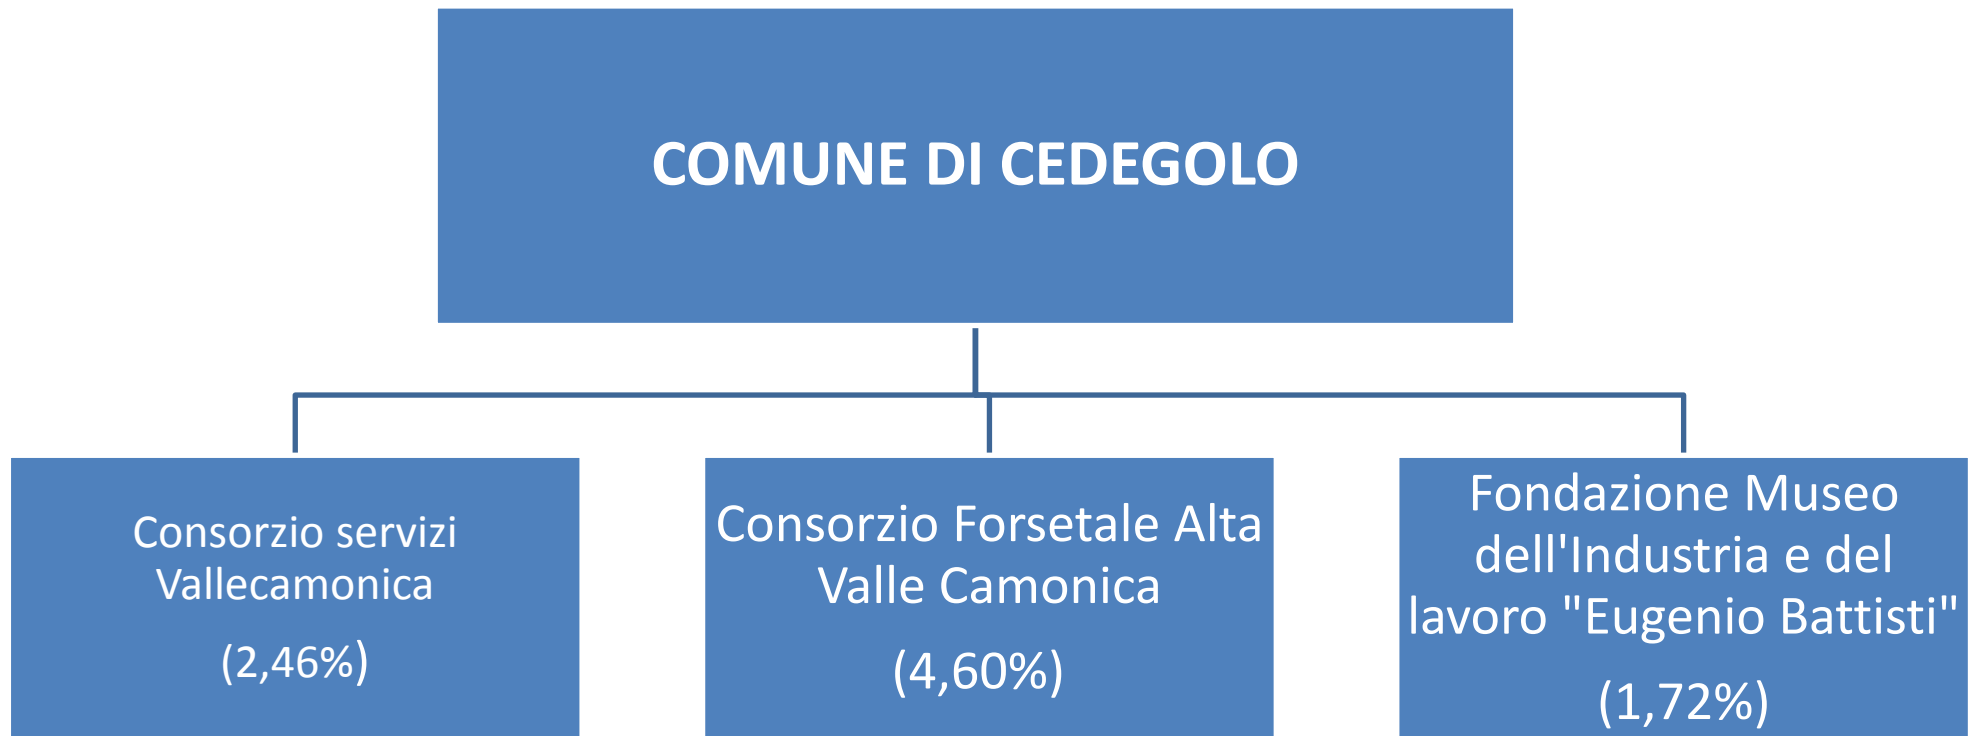 COMUNE DI CEDEGOLO
Consorzio servizi
Vallecamonica
(2,46%)
Consorzio Forsetale Alta
Valle Camonica
(4,60%)
Fondazione Museo
dell'Industria e del
lavoro "Eugenio Battisti"
(1,72%)